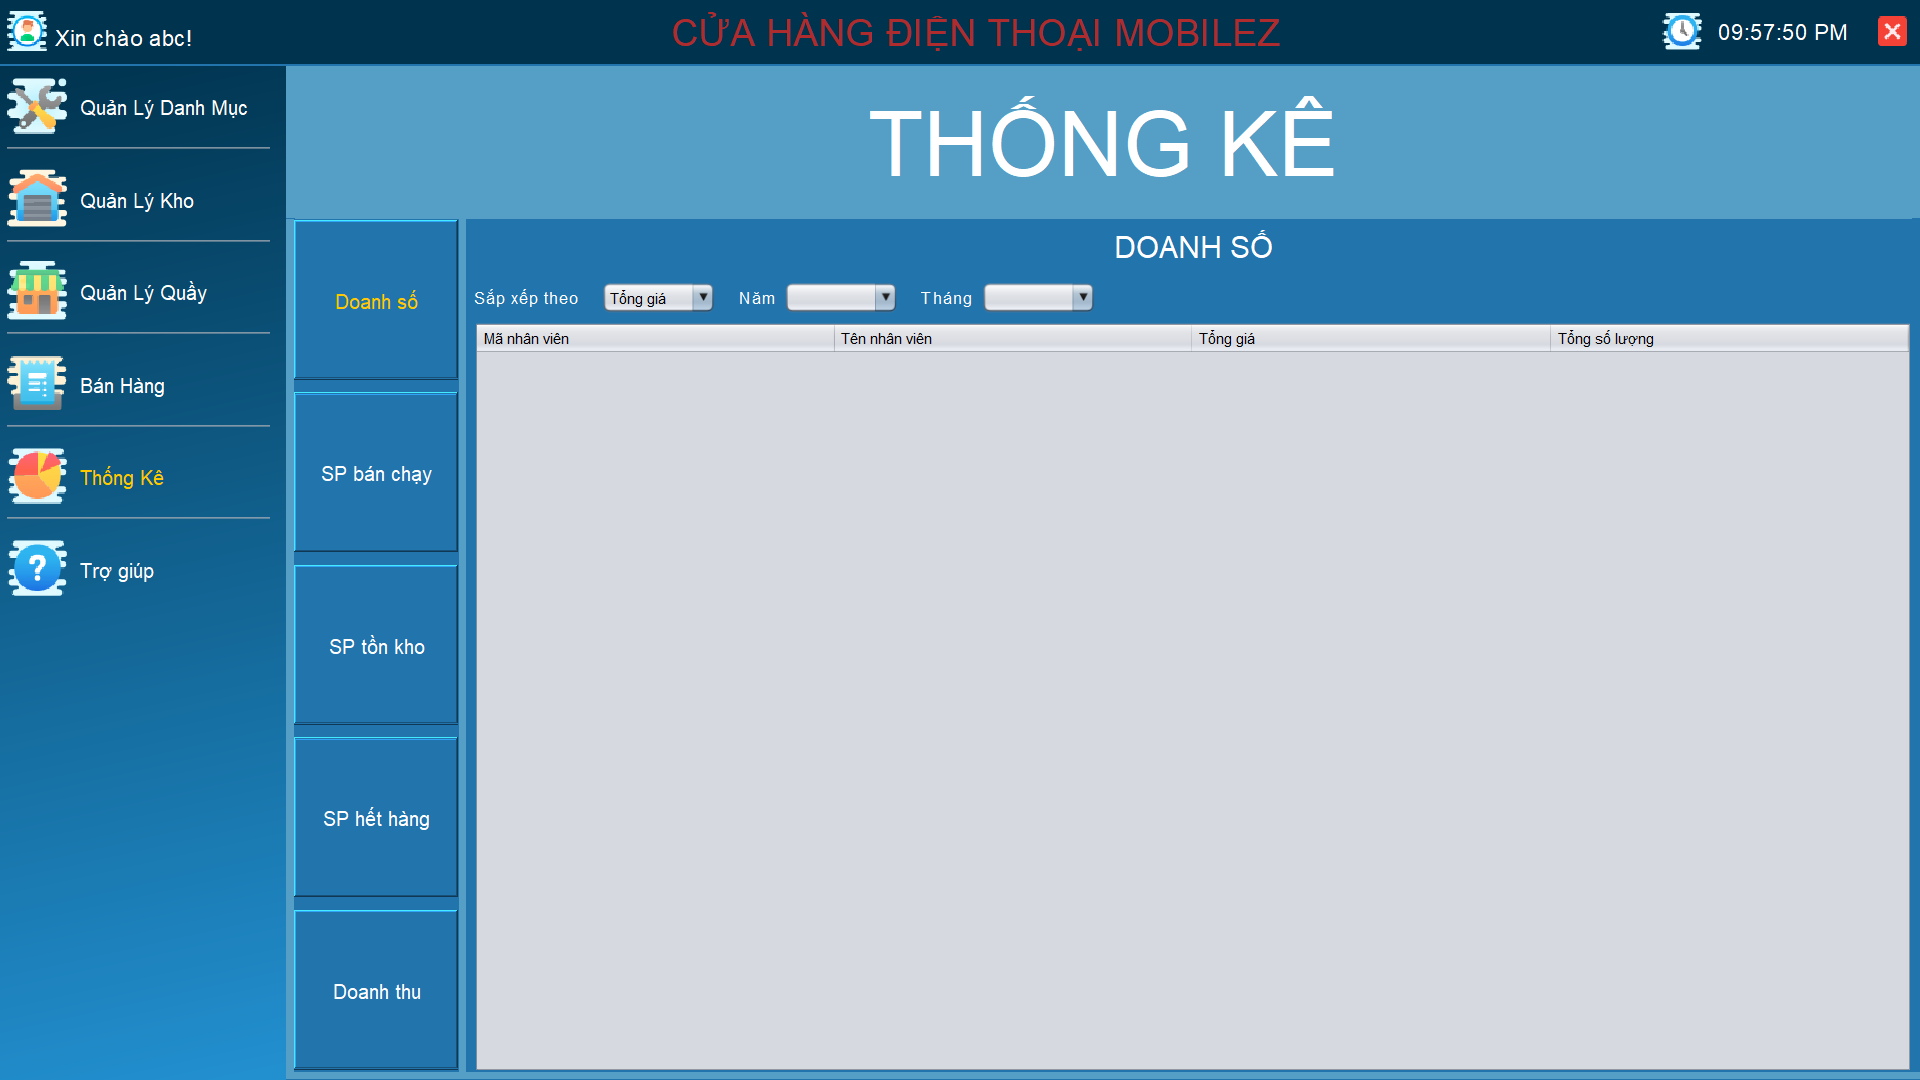 Xin chào abc!
CỬA HÀNG ĐIỆN THOẠI MOBILEZ
09:57:50 PM
Quản Lý Danh Mục
Quản Lý Kho
Quản Lý Quầy
Bán Hàng
Thống Kê
Trợ giúp
THỐNG KÊ
Doanh số
SP bán chạy
SP tồn kho
SP hết hàng
Doanh thu
DOANH SỐ
Sắp xếp theo Tổng giá Năm Tháng
Mã nhân viên Tên nhân viên Tổng giá Tổng số lượng